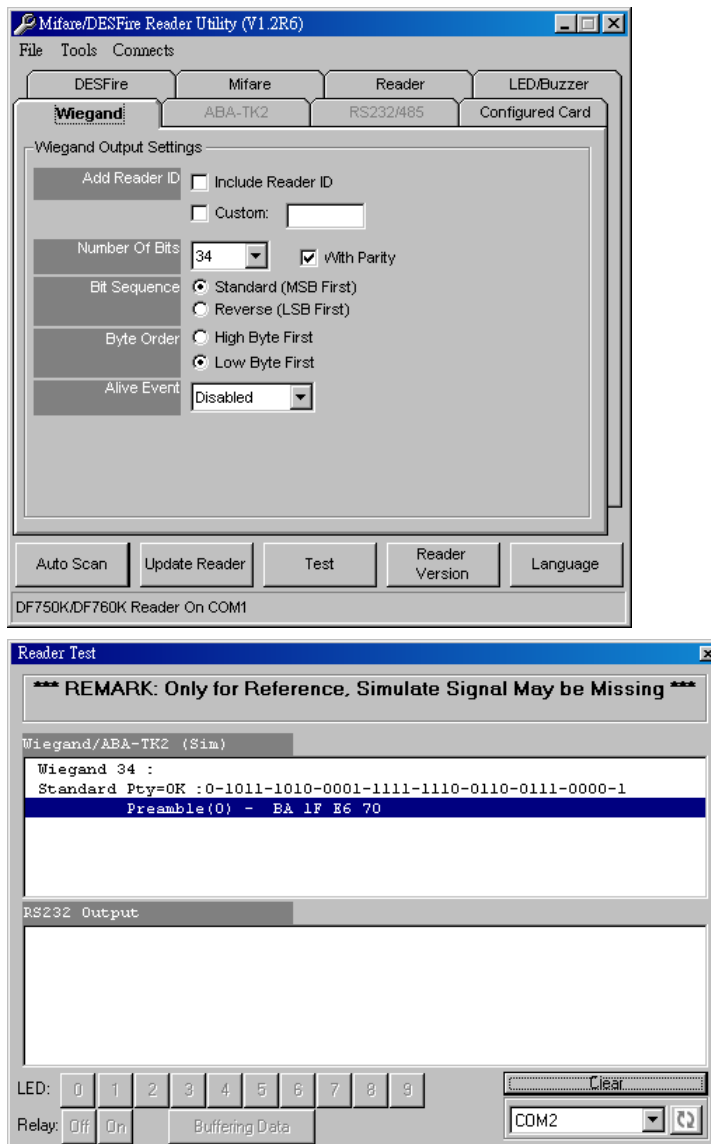 Mifare/DESFire Reader Utility (V1.2R6)
File Tools Connects
DESFire Mifare Reader LED/Buzzer
Wiegand ABA-TK2 RS232/485 Configured Card
Wiegand Output Settings
Add Reader ID Include Reader ID
Custom:
Number Of Bits 34 With Parity
Bit Sequence Standard (MSB First)
Reverse (LSB First)
Byte Order High Byte First
Low Byte First
Alive Event Disabled
Auto Scan Update Reader Test Reader Version Language
DF750K/DF760K Reader On COM1
Reader Test
*** REMARK: Only for Reference, Simulate Signal May be Missing ***
Wiegand/ABA-TK2 (Sim)
Wiegand 34 :
Standard Pty=OK :0-1011-1010-0001-1111-1110-0110-0111-0000-1
Preamble(0) - BA 1F E6 70
RS232 Output
LED: 0 1 2 3 4 5 6 7 8 9 Clear
Relay: Off On Buffering Data COM2